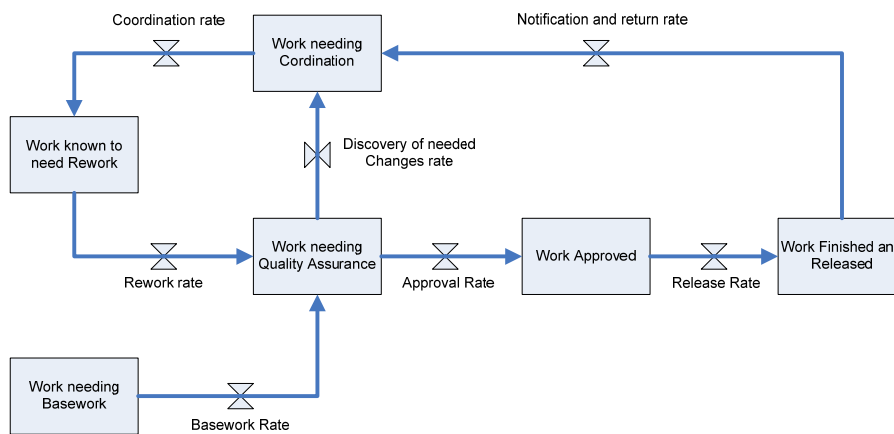 Coordination rate
Notification and return rate
Work needing
Cordination
Work known to
need Rework
Discovery of needed
Changes rate
Work needing
Quality Assurance
Work Approved
Work Finished an
Released
Rework rate
Approval Rate
Release Rate
Work needing
Basework
Basework Rate